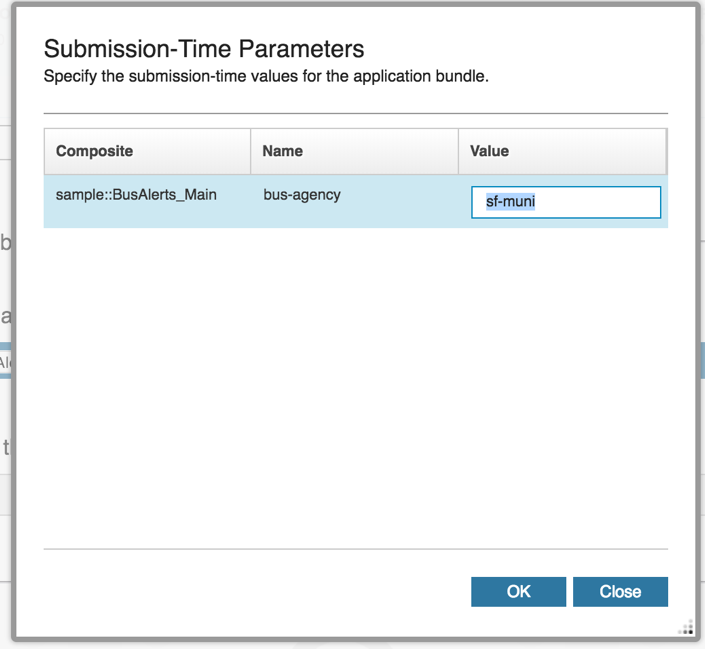 Submission-Time Parameters
Specify the submission-time values for the application bundle.
Composite Name Value
sample::BusAlerts_Main bus-agency sf-muni
OK Close